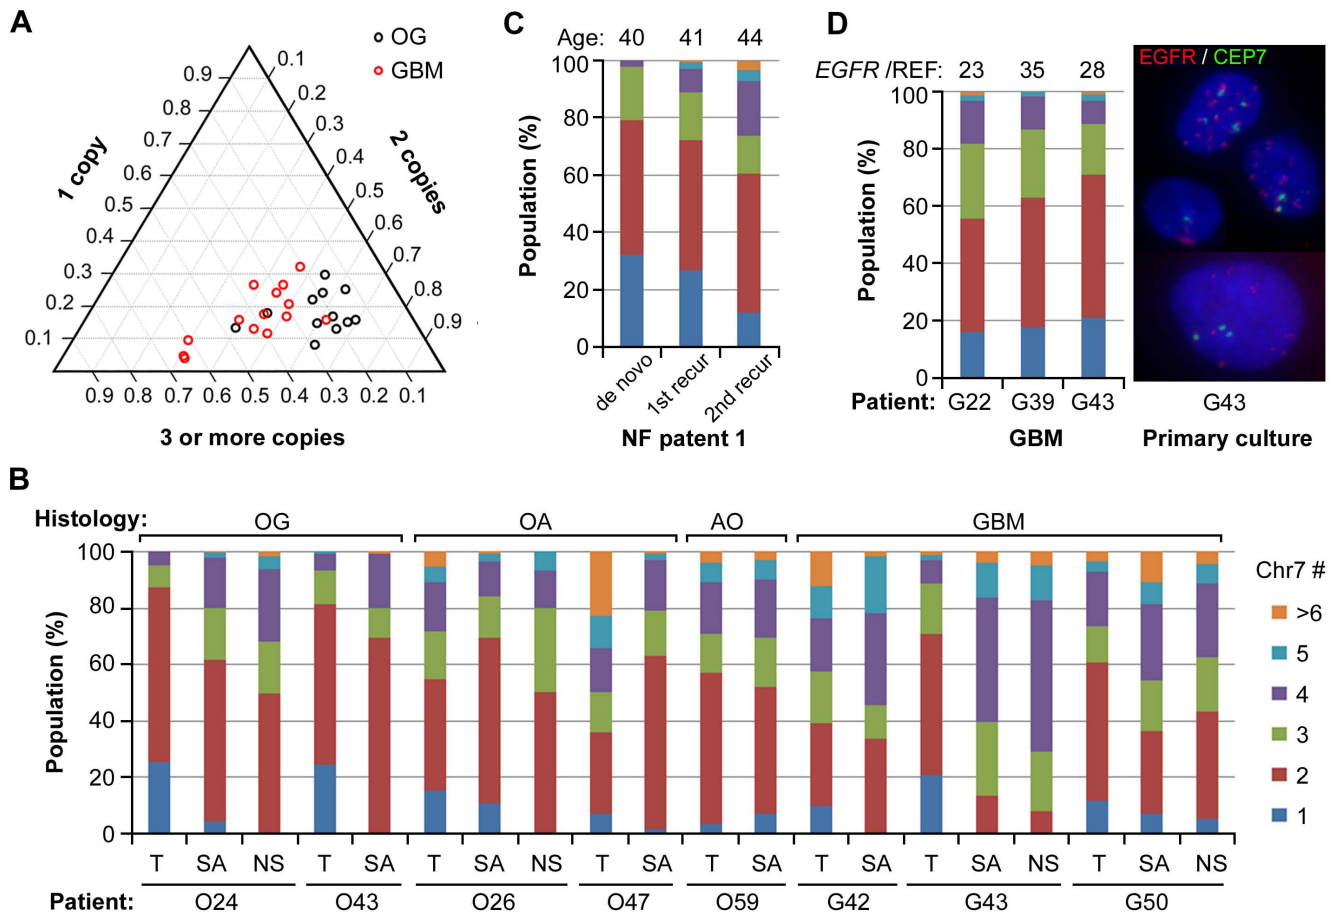 A
OG
GBM
0.9 0.8 0.7 0.6 0.5 0.4 0.3 0.2 0.1
0.1 0.2 0.3 0.4 0.5 0.6 0.7 0.8 0.9
0.9 0.8 0.7 0.6 0.5 0.4 0.3 0.2 0.1
1 copy
2 copies
3 or more copies
C
Age: 40 41 44
Population (%)
100
80
60
40
20
0
de novo 1st recur 2nd recur
NF patent 1
D
EGFR /REF: 23 35 28
Population (%)
100
80
60
40
20
0
Patient: G22 G39 G43
GBM
EGFR / CEP7
G43
Primary culture
B
Histology: OG OA AO GBM
Population (%)
100
80
60
40
20
0
T SA NS T SA T SA NS T SA T SA T SA T SA NS T SA NS
Patient: O24 O43 O26 O47 O59 G42 G43 G50
Chr7 #
>6
5
4
3
2
1